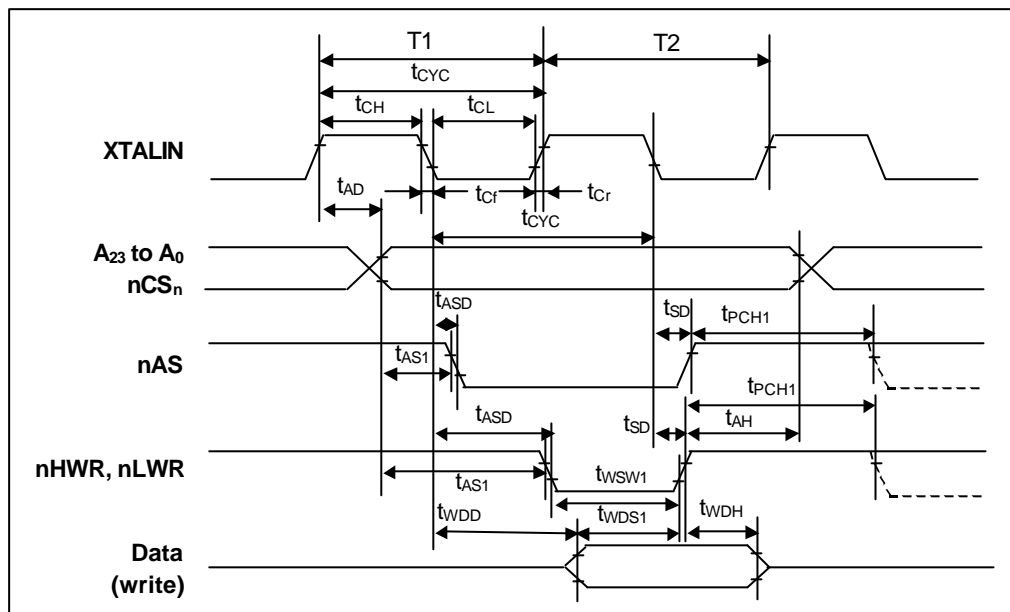 T1 T2
tCYC
tCH tCL
XTALIN
tAD tCf tCr
tCYC
A23 to A0
nCSn
tASD tSD tPCH1
nAS
tAS1
tPCH1
tASD tSD tAH
nHWR, nLWR
tAS1 tWSW1
tWDD tWDS1 tWDH
Data
(write)